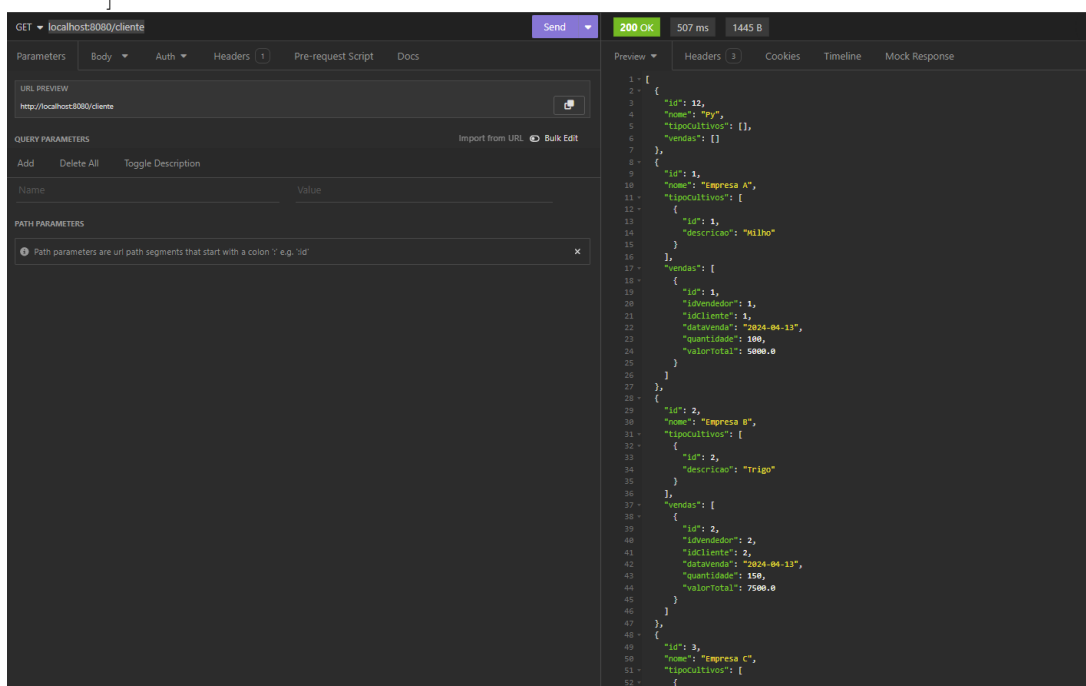 GET localhost:8080/cliente Send
Parameters Body Auth Headers 1 Pre-request Script Docs
URL PREVIEW
http://localhost:8080/cliente
QUERY PARAMETERS Import from URL Bulk Edit
Add Delete All Toggle Description
Name Value
PATH PARAMETERS
Path parameters are url path segments that start with a colon ':' e.g. ':id'
200 OK 507 ms 1445 B
Preview Headers 3 Cookies Timeline Mock Response
1 [
2 {
3 "id": 12,
4 "nome": "Py",
5 "tipoCultivos": [],
6 "vendas": []
7 },
8 {
9 "id": 1,
10 "nome": "Empresa A",
11 "tipoCultivos": [
12 {
13 "id": 1,
14 "descricao": "Milho"
15 }
16 ],
17 "vendas": [
18 {
19 "id": 1,
20 "idVendedor": 1,
21 "idCliente": 1,
22 "dataVenda": "2024-04-13",
23 "quantidade": 100,
24 "valorTotal": 5000.0
25 }
26 ]
27 },
28 {
29 "id": 2,
30 "nome": "Empresa B",
31 "tipoCultivos": [
32 {
33 "id": 2,
34 "descricao": "Trigo"
35 }
36 ],
37 "vendas": [
38 {
39 "id": 2,
40 "idVendedor": 2,
41 "idCliente": 2,
42 "dataVenda": "2024-04-13",
43 "quantidade": 150,
44 "valorTotal": 7500.0
45 }
46 ]
47 },
48 {
49 "id": 3,
50 "nome": "Empresa C",
51 "tipoCultivos": [
52 {